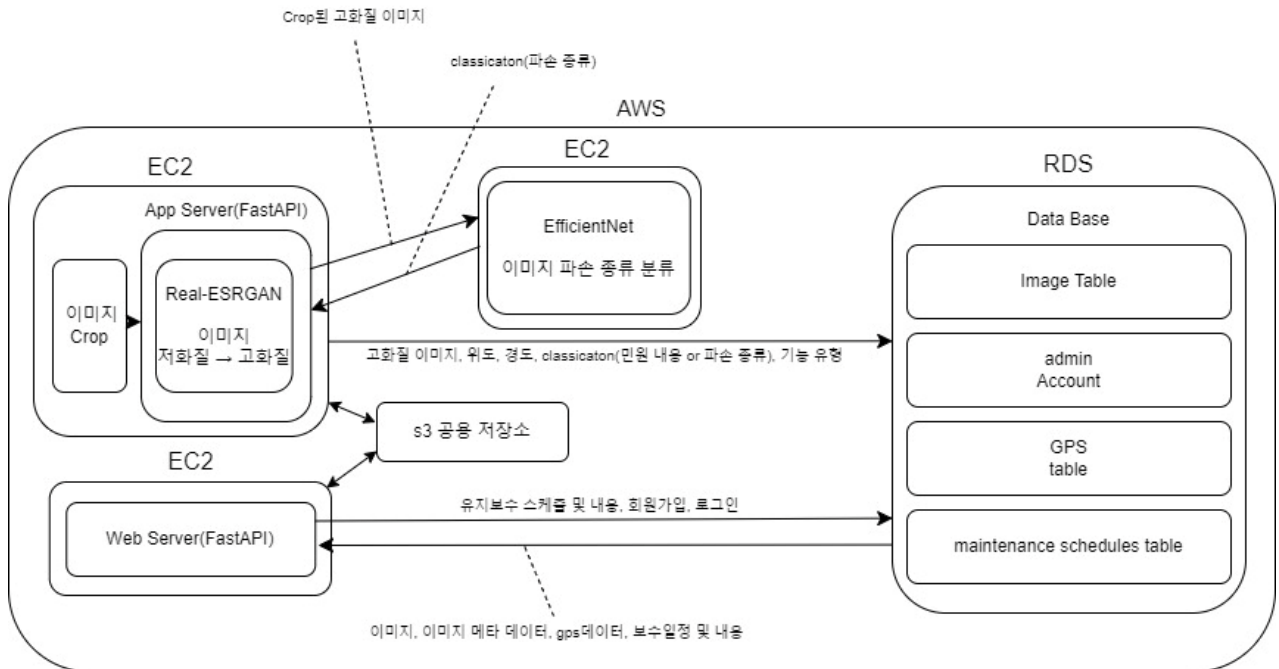 Crop된 고화질 이미지
classicaton(파손 종류)
AWS
EC2
App Server(FastAPI)
이미지
Crop
Real-ESRGAN
이미지
저화질 → 고화질
EC2
EfficientNet
이미지 파손 종류 분류
RDS
Data Base
Image Table
admin
Account
GPS
table
maintenance schedules table
고화질 이미지, 위도, 경도, classicaton(민원 내용 or 파손 종류), 기능 유형
s3 공용 저장소
EC2
Web Server(FastAPI)
유지보수 스케줄 및 내용, 회원가입, 로그인
이미지, 이미지 메타 데이터, gps데이터, 보수일정 및 내용